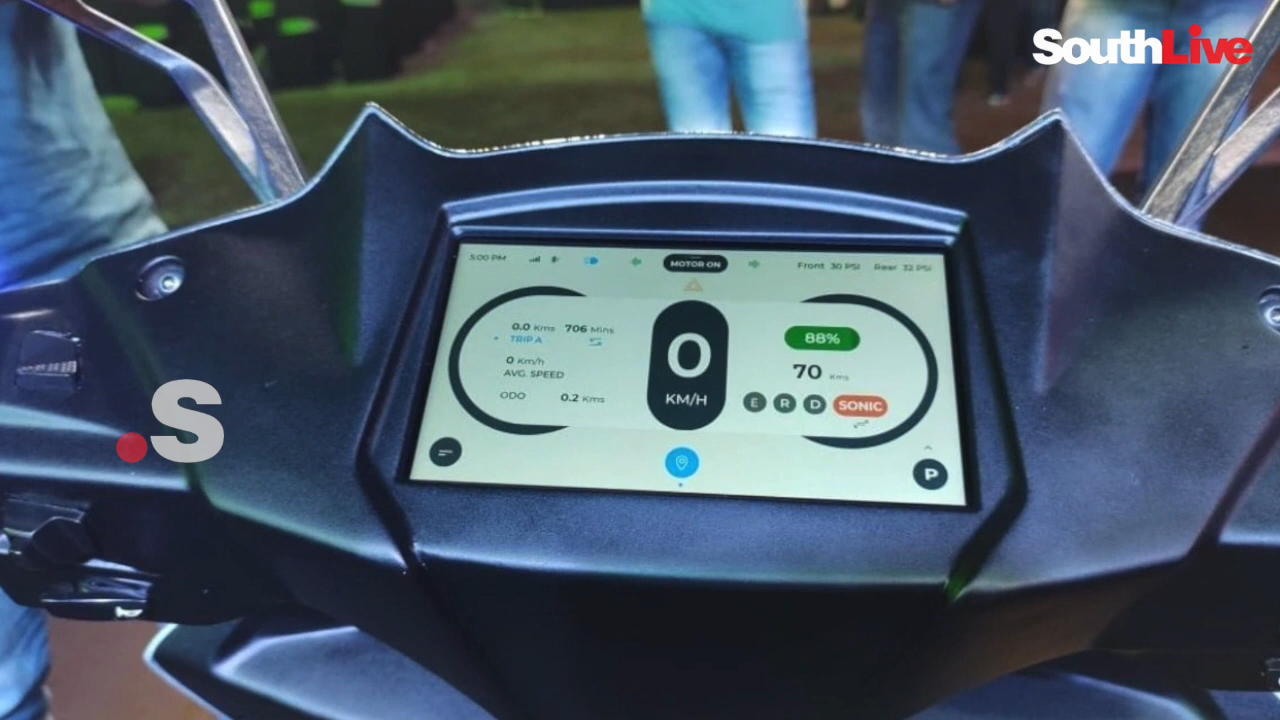 SouthLive
5:00 PM
MOTOR ON
Front 30 PSI Rear 32 PSI
0.0 Kms 706 Mins
TRIP A
0 Km/h
AVG. SPEED
ODO 0.2 Kms
0
KM/H
88%
70 Kms
E R D SONIC
P
.S